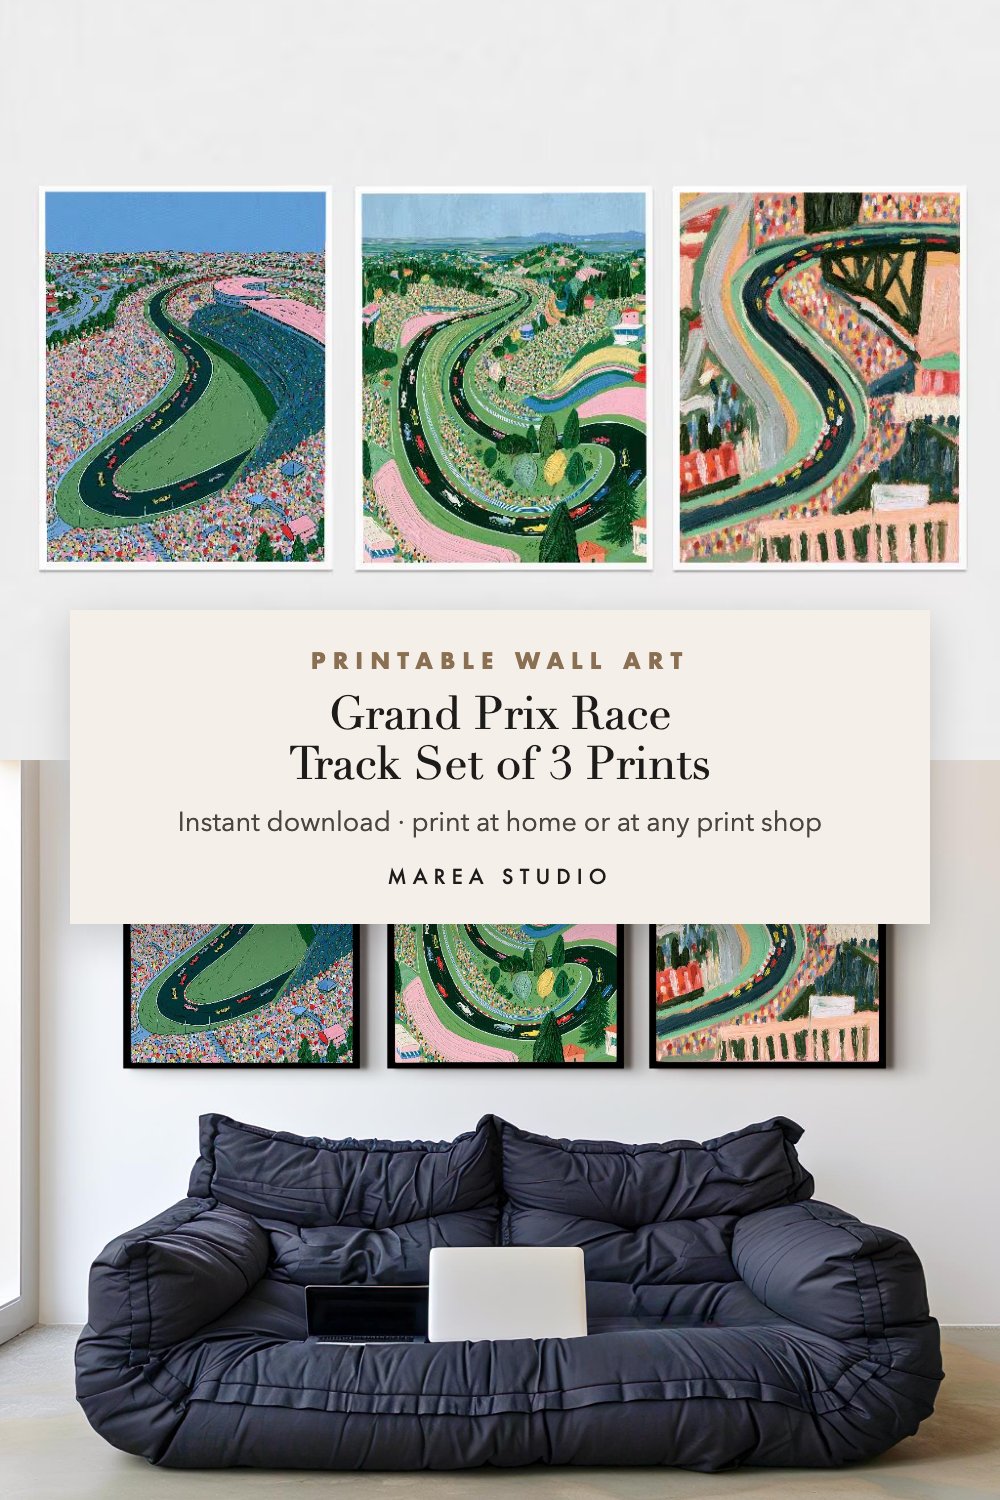 PRINTABLE WALL ART
Grand Prix Race
Track Set of 3 Prints
Instant download · print at home or at any print shop
MAREA STUDIO